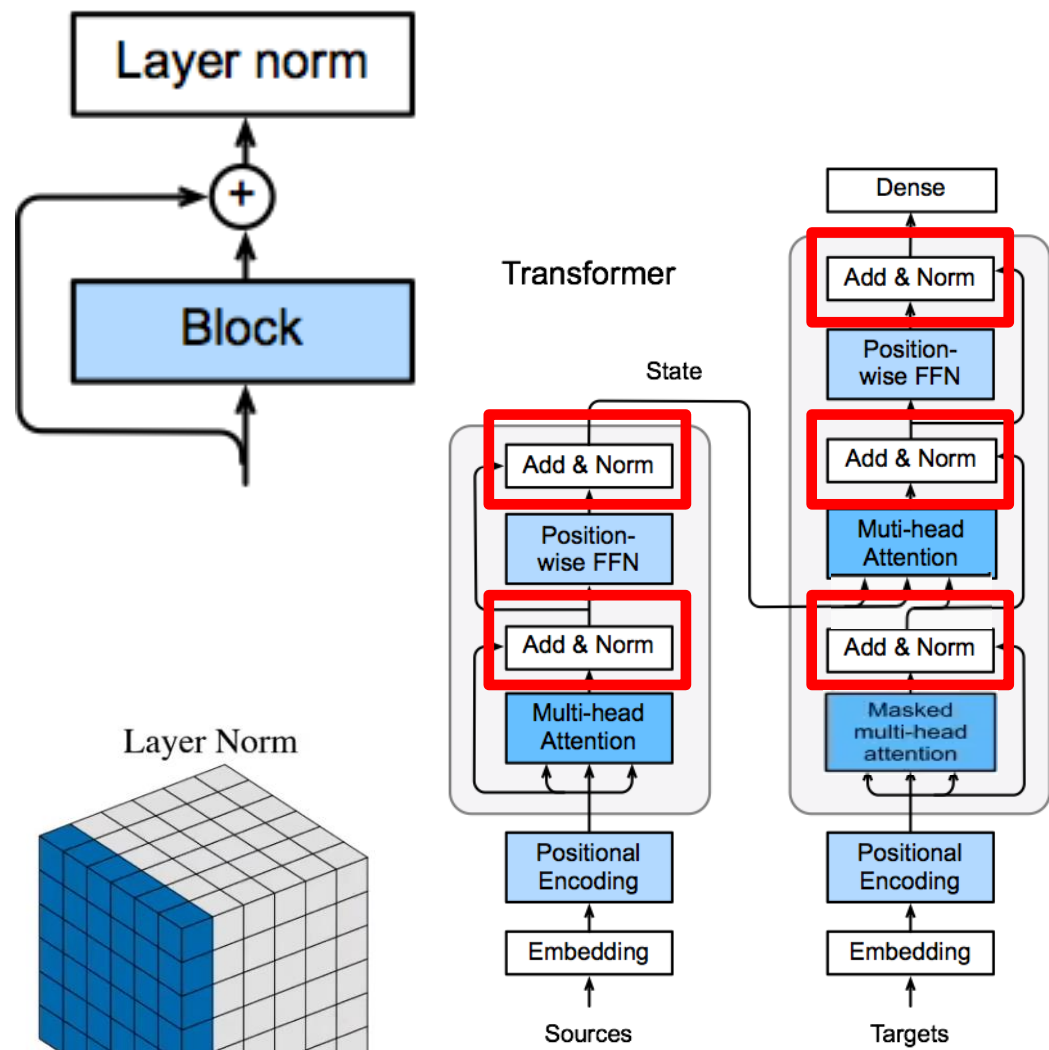 Layer norm
+
Block
Layer Norm
Transformer
State
Add & Norm
Position-
wise FFN
Add & Norm
Multi-head
Attention
Positional
Encoding
Embedding
Sources
Dense
Add & Norm
Position-
wise FFN
Add & Norm
Muti-head
Attention
Add & Norm
Masked
multi-head
attention
Positional
Encoding
Embedding
Targets